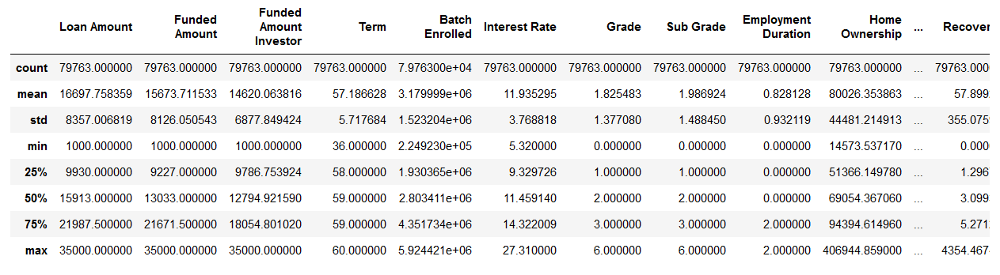 Loan Amount Funded Amount Funded Amount Investor Term Batch Enrolled Interest Rate Grade Sub Grade Employment Duration Home Ownership ... Recover
count 79763.000000 79763.000000 79763.000000 79763.000000 7.976300e+04 79763.000000 79763.000000 79763.000000 79763.000000 79763.000000 ... 79763.000
mean 16697.758359 15673.711533 14620.063816 57.186628 3.179999e+06 11.935295 1.825483 1.986924 0.828128 80026.353863 ... 57.899
std 8357.006819 8126.050543 6877.849424 5.717684 1.523204e+06 3.768818 1.377080 1.488450 0.932119 44481.214913 ... 355.075
min 1000.000000 1000.000000 1000.000000 36.000000 2.249230e+05 5.320000 0.000000 0.000000 0.000000 14573.537170 ... 0.000
25% 9930.000000 9227.000000 9786.753924 58.000000 1.930365e+06 9.329726 1.000000 1.000000 0.000000 51366.149780 ... 1.296
50% 15913.000000 13033.000000 12794.921590 59.000000 2.803411e+06 11.459140 2.000000 2.000000 0.000000 69054.367060 ... 3.099
75% 21987.500000 21671.500000 18054.801020 59.000000 4.351734e+06 14.322009 3.000000 3.000000 2.000000 94394.614960 ... 5.271
max 35000.000000 35000.000000 35000.000000 60.000000 5.924421e+06 27.310000 6.000000 6.000000 2.000000 406944.859000 ... 4354.467